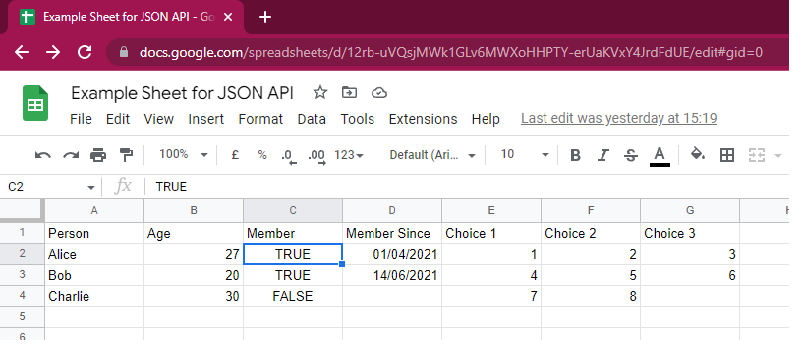 Example Sheet for JSON API - Go
docs.google.com/spreadsheets/d/12rb-uVQsjMWk1GLv6MWXoHHPTY-erUaKVxY4JrdFdUE/edit#gid=0
Example Sheet for JSON API
File Edit View Insert Format Data Tools Extensions Help Last edit was yesterday at 15:19
100% £ % .0 .00 123 Default (Ari... 10 B I S A
C2 fx TRUE
A B C D E F G
1 Person Age Member Member Since Choice 1 Choice 2 Choice 3
2 Alice 27 TRUE 01/04/2021 1 2 3
3 Bob 20 TRUE 14/06/2021 4 5 6
4 Charlie 30 FALSE 7 8
5
6